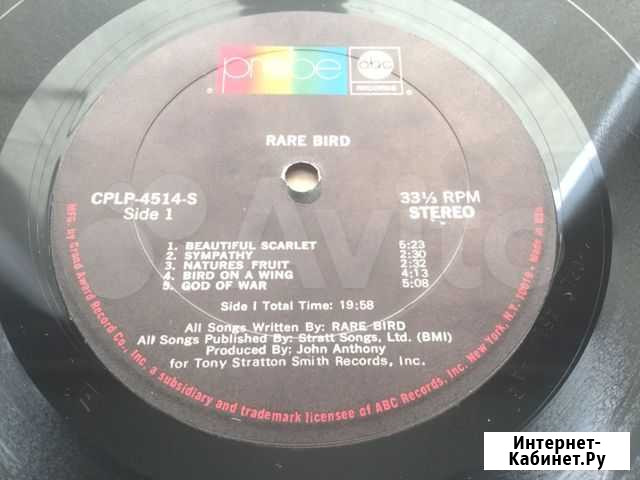 probe
abc
RECORDS
RARE BIRD
CPLP-4514-S
Side 1
33⅓ RPM
STEREO
1. BEAUTIFUL SCARLET 5:23
2. SYMPATHY 2:30
3. NATURES FRUIT 2:32
4. BIRD ON A WING 4:13
5. GOD OF WAR 5:08
Side I Total Time: 19:58
All Songs Written By: RARE BIRD
All Songs Published By: Stratt Songs, Ltd. (BMI)
Produced By: John Anthony
for Tony Stratton Smith Records, Inc.
MFG. by Grand Award Record Co., Inc. a subsidiary and trademark licensee of ABC Records, Inc. New York, N.Y. 10019 • Made in USA
Avito
Интернет-
Кабинет.Ру